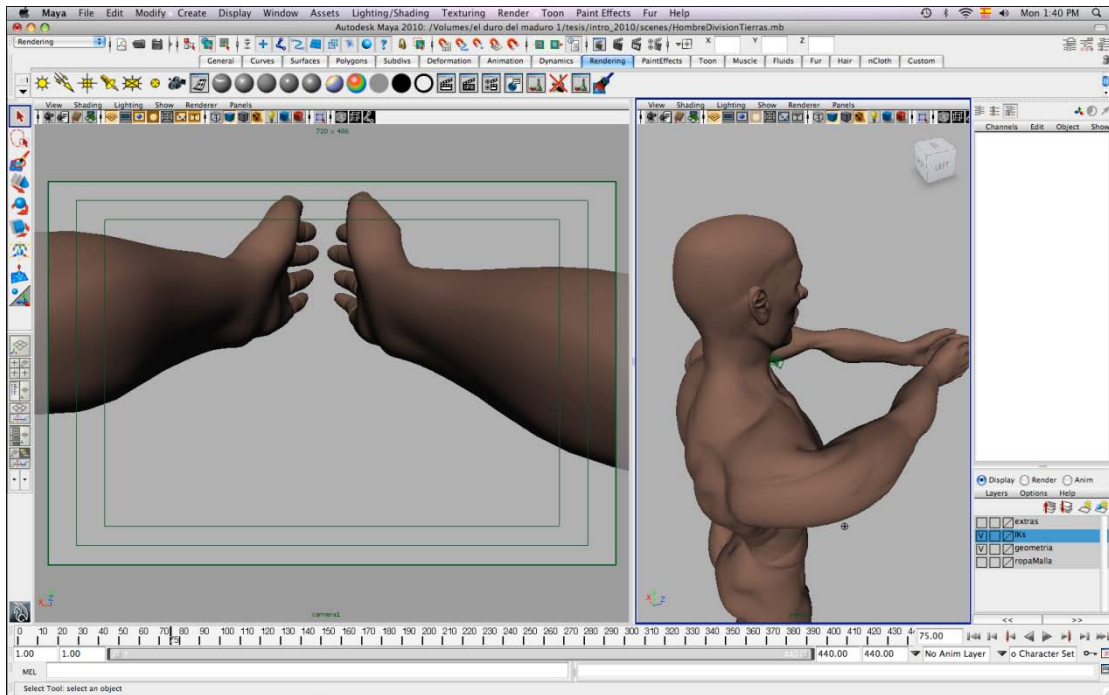 Maya File Edit Modify Create Display Window Assets Lighting/Shading Texturing Render Toon Paint Effects Fur Help Mon 1:40 PM
Autodesk Maya 2010: /Volumes/el duro del maduro 1/tesis/intro_2010/scenes/HombreDivisionTierras.mb
Rendering X Y Z
General Curves Surfaces Polygons Subdivs Deformation Animation Dynamics Rendering PaintEffects Toon Muscle Fluids Fur Hair nCloth Custom
View Shading Lighting Show Renderer Panels
720 x 486
camera1
View Shading Lighting Show Renderer Panels
LEFT
Channels Edit Object Show
Display Render Anim
Layers Options Help
extras
V IKs
V geometria
ropaMalla
<< >>
0 10 20 30 40 50 60 70 80 90 100 110 120 130 140 150 160 170 180 190 200 210 220 230 240 250 260 270 280 290 300 310 320 330 340 350 360 370 380 390 400 410 420 430 4 75.00
75
1.00 1.00 440.00 440.00 No Anim Layer o Character Set
MEL
Select Tool: select an object